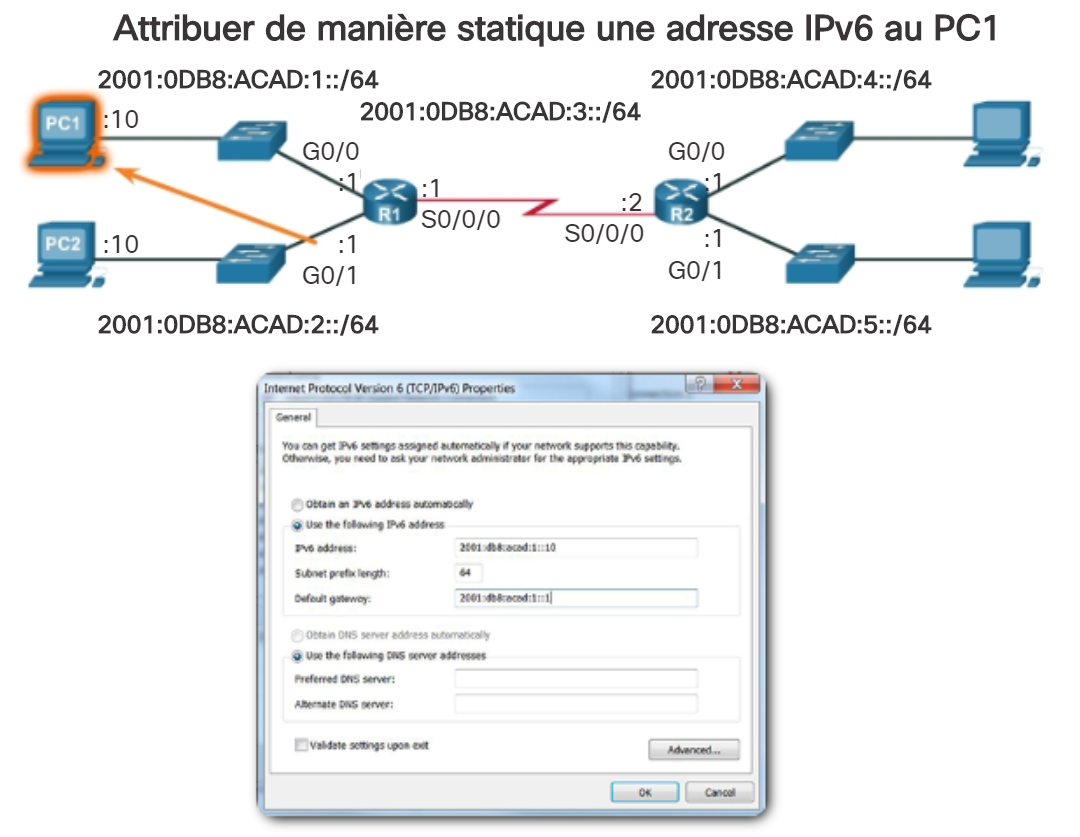 Attribuer de manière statique une adresse IPv6 au PC1
2001:0DB8:ACAD:1::/64
2001:0DB8:ACAD:4::/64
2001:0DB8:ACAD:3::/64
PC1
:10
G0/0
:1
G0/0
:1
R1
:1
S0/0/0
:2
S0/0/0
R2
PC2
:10
:1
G0/1
:1
G0/1
2001:0DB8:ACAD:2::/64
2001:0DB8:ACAD:5::/64
Internet Protocol Version 6 (TCP/IPv6) Properties
General
You can get IPv6 settings assigned automatically if your network supports this capability.
Otherwise, you need to ask your network administrator for the appropriate IPv6 settings.
Obtain an IPv6 address automatically
Use the following IPv6 address
IPv6 address: 2001:db8:acad:1::10
Subnet prefix length: 64
Default gateway: 2001:db8:acad:1::1
Obtain DNS server address automatically
Use the following DNS server addresses
Preferred DNS server:
Alternate DNS server:
Validate settings upon exit
Advanced...
OK
Cancel